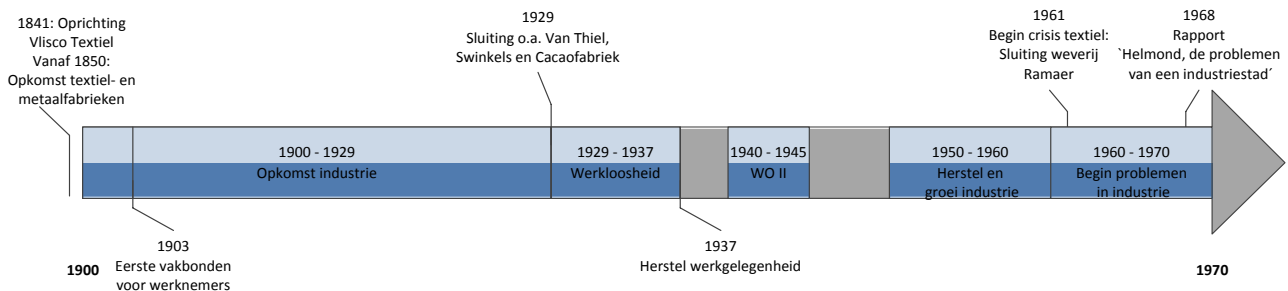 1841: Oprichting
Vlisco Textiel
Vanaf 1850:
Opkomst textiel- en
metaalfabrieken
1929
Sluiting o.a. Van Thiel,
Swinkels en Cacaofabriek
1961
Begin crisis textiel:
Sluiting weverij
Ramaer
1968
Rapport
`Helmond, de problemen
van een industriestad´
1900 - 1929
Opkomst industrie
1929 - 1937
Werkloosheid
1940 - 1945
WO II
1950 - 1960
Herstel en
groei industrie
1960 - 1970
Begin problemen
in industrie
1900
1903
Eerste vakbonden
voor werknemers
1937
Herstel werkgelegenheid
1970